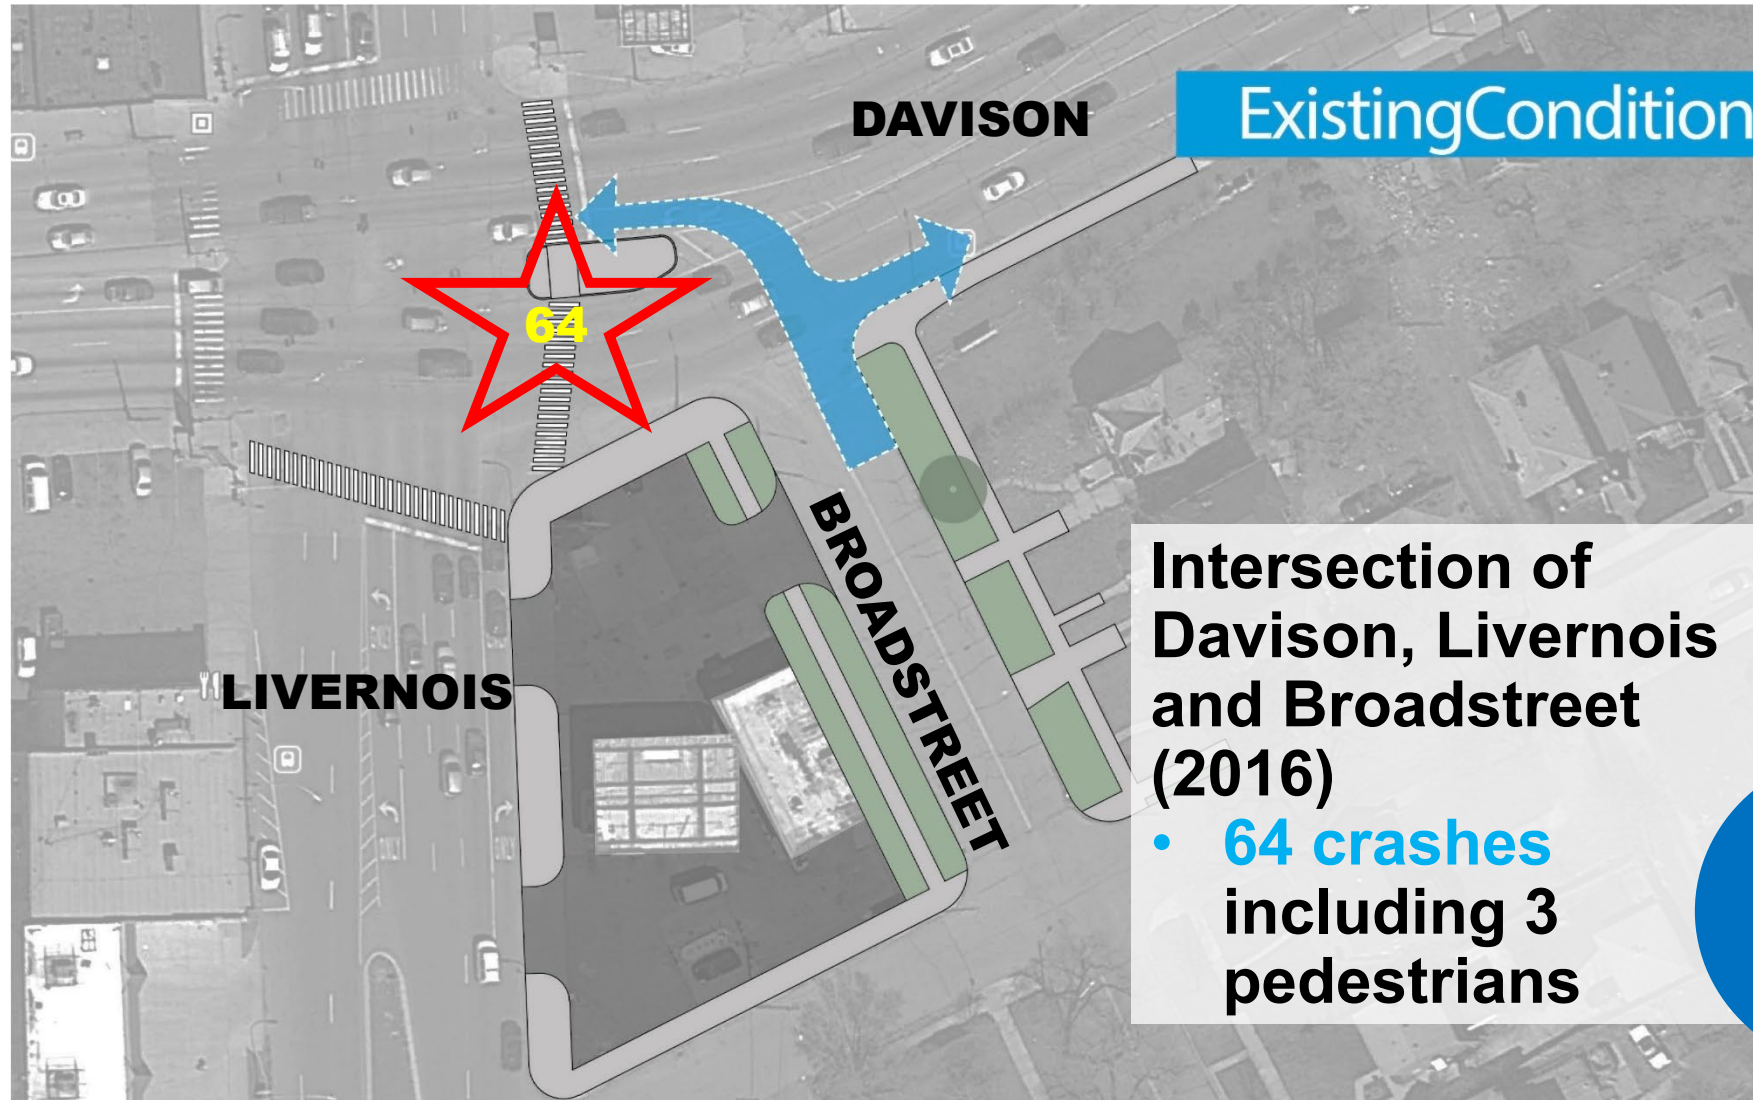 DAVISON
ExistingCondition
64
BROADSTREET
LIVERNOIS
Intersection of
Davison, Livernois
and Broadstreet
(2016)
• 64 crashes
including 3
pedestrians